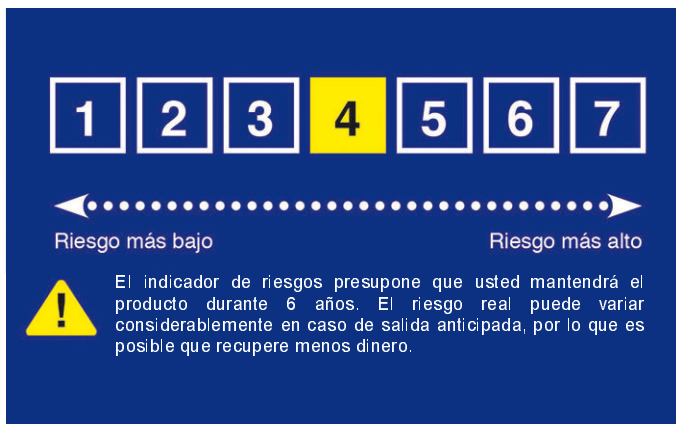 1 2 3 4 5 6 7
Riesgo más bajo Riesgo más alto
!
El indicador de riesgos presupone que usted mantendrá el
producto durante 6 años. El riesgo real puede variar
considerablemente en caso de salida anticipada, por lo que es
posible que recupere menos dinero.